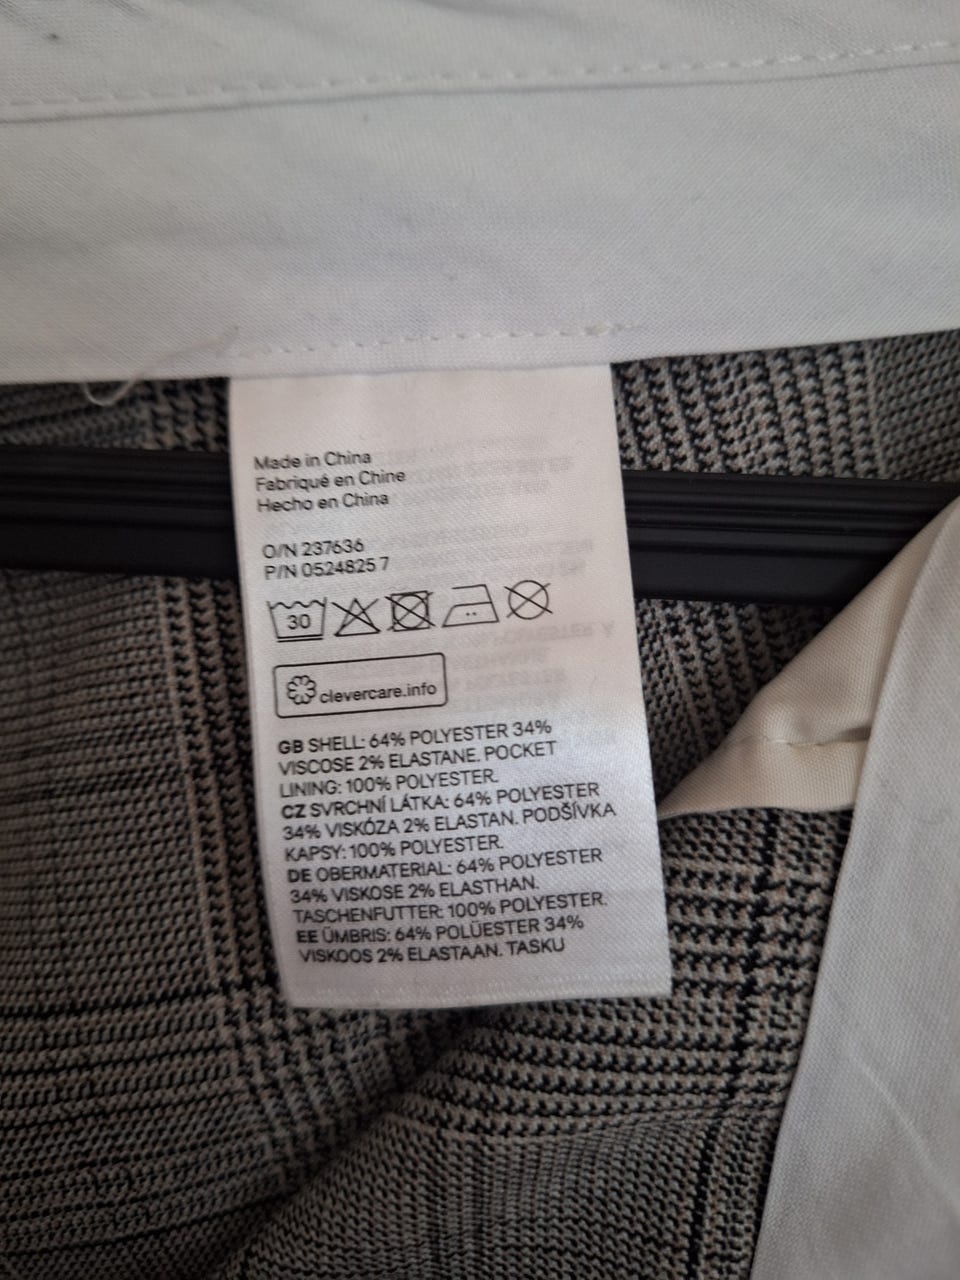 Made in China
Fabriqué en Chine
Hecho en China
O/N 237636
P/N 0524825 7
30
clevercare.info
GB SHELL: 64% POLYESTER 34%
VISCOSE 2% ELASTANE. POCKET
LINING: 100% POLYESTER.
CZ SVRCHNÍ LÁTKA: 64% POLYESTER
34% VISKÓZA 2% ELASTAN. PODŠÍVKA
KAPSY: 100% POLYESTER.
DE OBERMATERIAL: 64% POLYESTER
34% VISKOSE 2% ELASTHAN.
TASCHENFUTTER: 100% POLYESTER.
EE ÜMBRIS: 64% POLÜESTER 34%
VISKOOS 2% ELASTAAN. TASKU